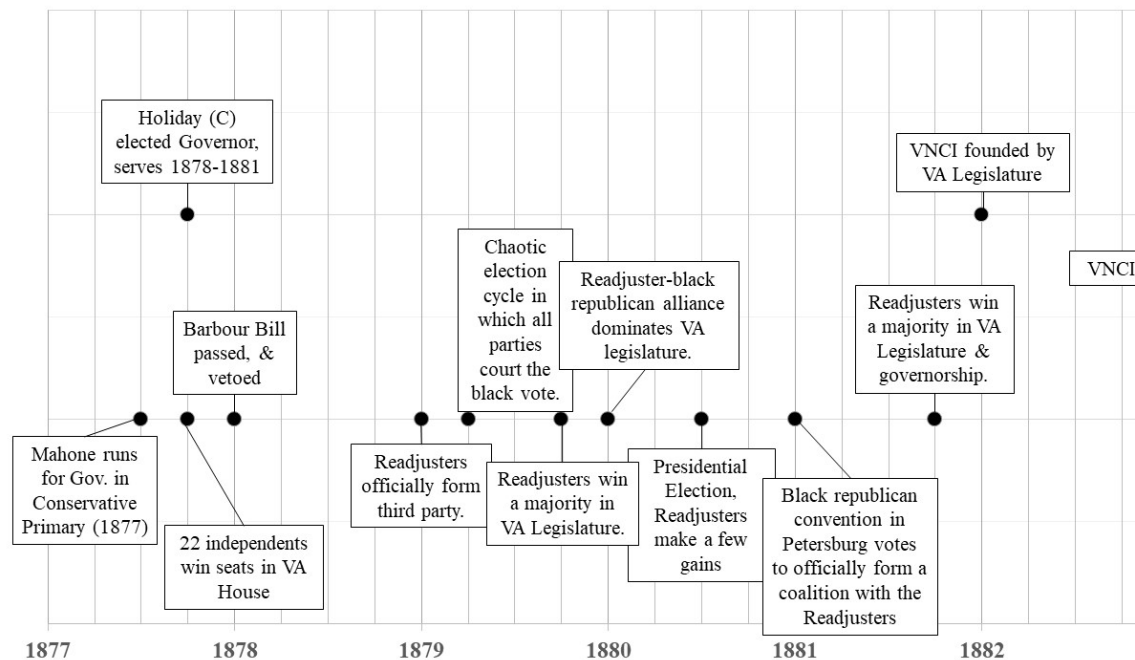 Holiday (C)
elected Governor,
serves 1878-1881
VNCI founded by
VA Legislature
Chaotic
election
cycle in
which all
parties
court the
black vote.
Readjuster-black
republican alliance
dominates VA
legislature.
VNCI
Readjusters win
a majority in VA
Legislature &
governorship.
Barbour Bill
passed, &
vetoed
Mahone runs
for Gov. in
Conservative
Primary (1877)
22 independents
win seats in VA
House
Readjusters
officially form
third party.
Readjusters win
a majority in
VA Legislature.
Presidential
Election,
Readjusters
make a few
gains
Black republican
convention in
Petersburg votes
to officially form a
coalition with the
Readjusters
1877
1878
1879
1880
1881
1882